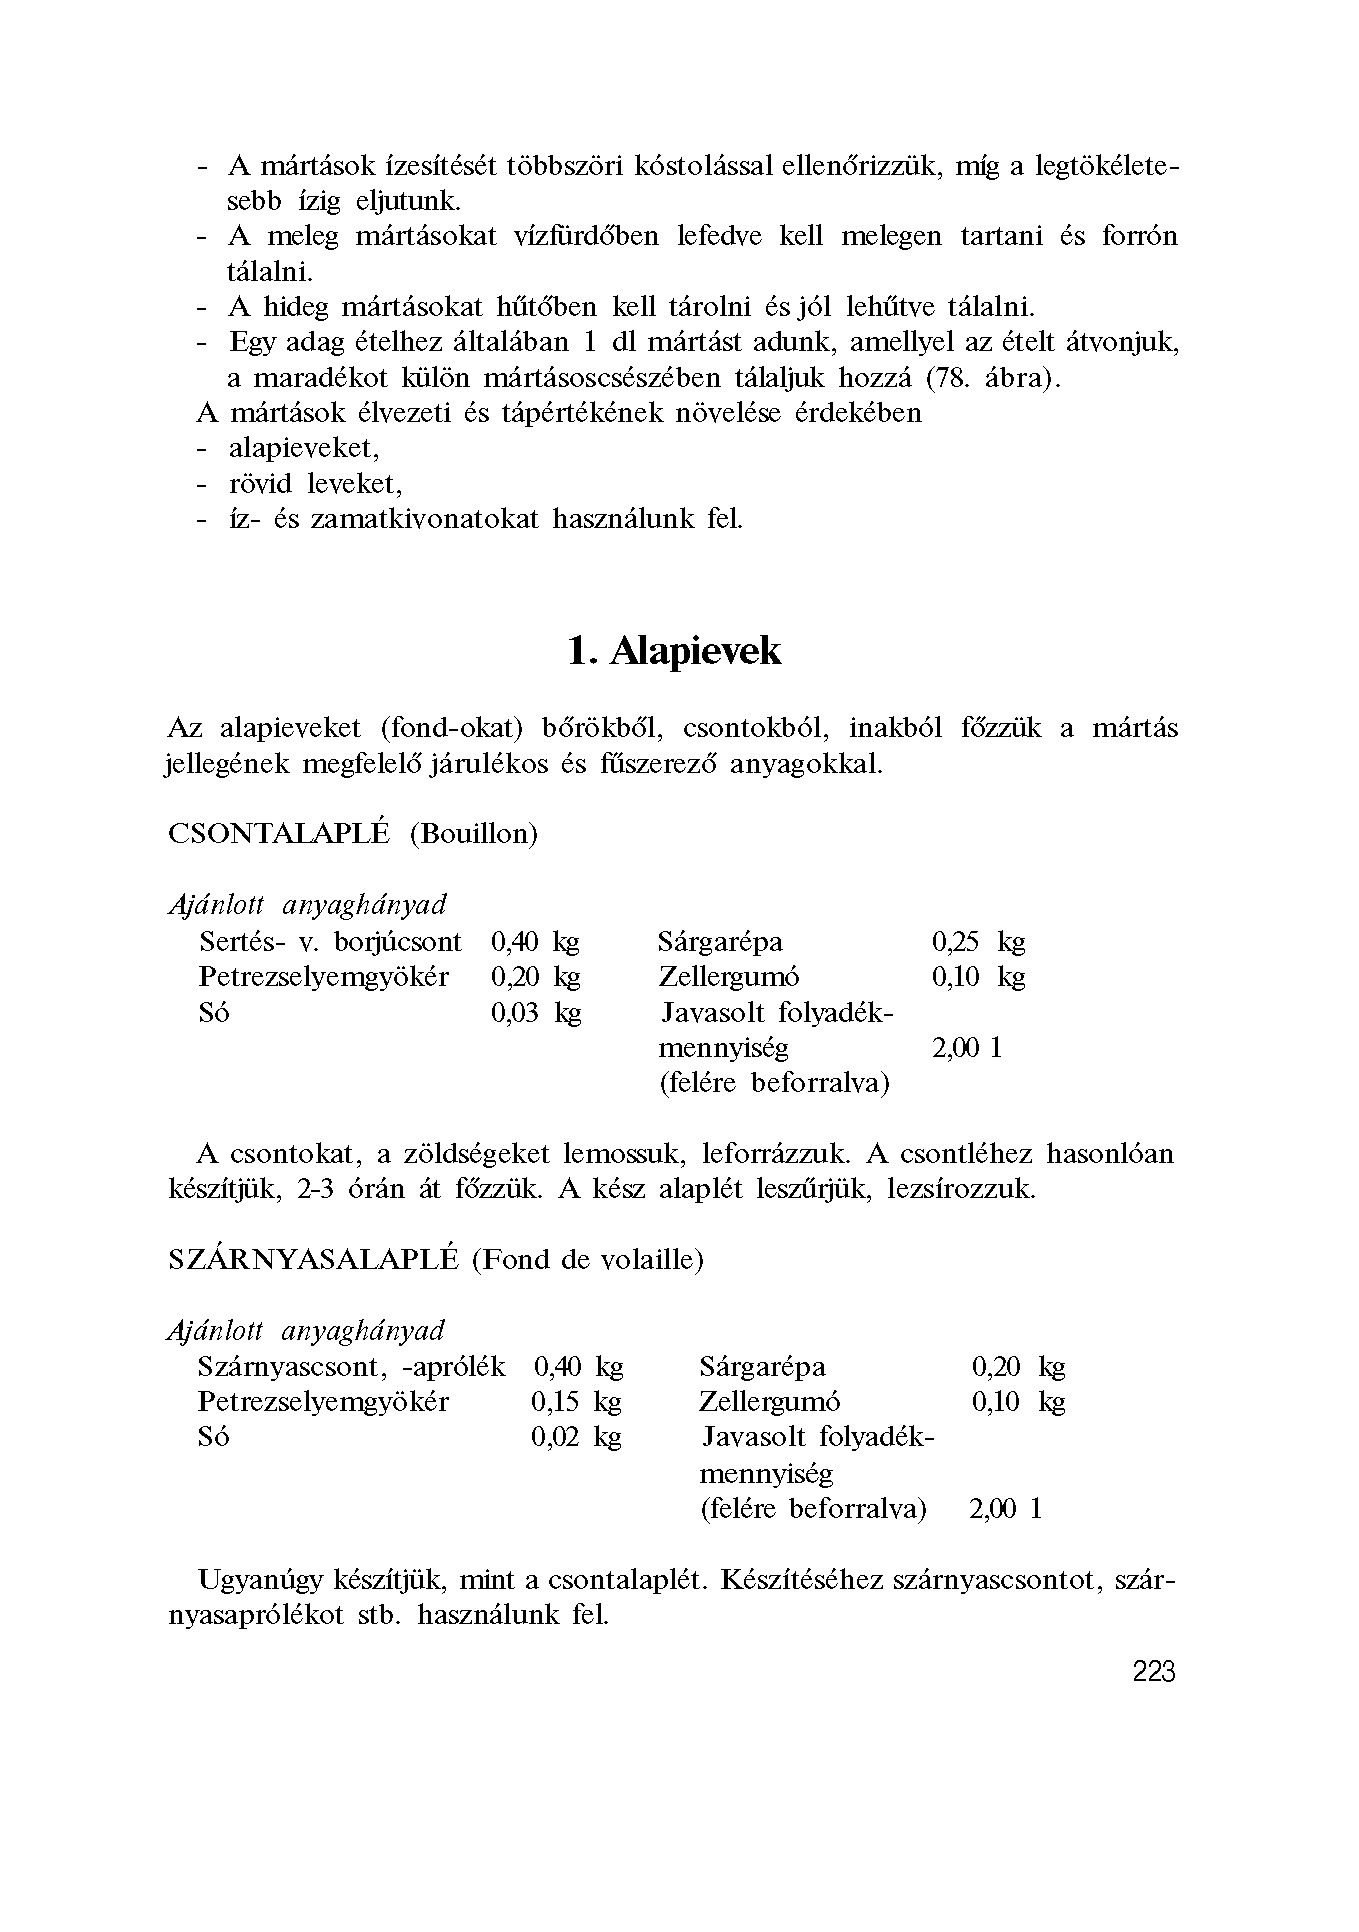 - A mártások ízesítését többszöri kóstolással ellenőrizzük, míg a legtökélete-
sebb ízig eljutunk.
- A meleg mártásokat vízfürdőben lefedve kell melegen tartani és forrón
tálalni.
- A hideg mártásokat hűtőben kell tárolni és jól lehűtve tálalni.
- Egy adag ételhez általában 1 dl mártást adunk, amellyel az ételt átvonjuk,
a maradékot külön mártásoscsészében tálaljuk hozzá (78. ábra).
A mártások élvezeti és tápértékének növelése érdekében
- alapieveket,
- rövid leveket,
- íz- és zamatkivonatokat használunk fel.
1. Alapievek
Az alapieveket (fond-okat) bőrökből, csontokból, inakból főzzük a mártás
jellegének megfelelő járulékos és fűszerező anyagokkal.
CSONTALAPLÉ (Bouillon)
Ajánlott anyaghányad
Sertés- v. borjúcsont 0,40 kg Sárgarépa 0,25 kg
Petrezselyemgyökér 0,20 kg Zellergumó 0,10 kg
Só 0,03 kg Javasolt folyadék-
mennyiség 2,00 1
(felére beforralva)
A csontokat, a zöldségeket lemossuk, leforrázzuk. A csontléhez hasonlóan
készítjük, 2-3 órán át főzzük. A kész alaplét leszűrjük, lezsírozzuk.
SZÁRNYASALAPLÉ (Fond de volaille)
Ajánlott anyaghányad
Szárnyascsont, -aprólék 0,40 kg Sárgarépa 0,20 kg
Petrezselyemgyökér 0,15 kg Zellergumó 0,10 kg
Só 0,02 kg Javasolt folyadék-
mennyiség
(felére beforralva) 2,00 1
Ugyanúgy készítjük, mint a csontalaplét. Készítéséhez szárnyascsontot, szár-
nyasaprólékot stb. használunk fel.
223